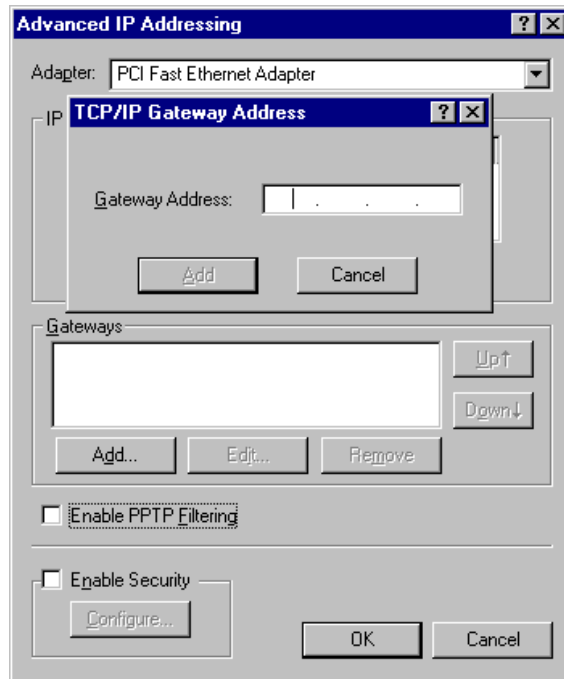 Advanced IP Addressing
Adapter: PCI Fast Ethernet Adapter
IP
TCP/IP Gateway Address
Gateway Address: . . .
Add Cancel
Gateways
Up↑
Down↓
Add... Edit... Remove
Enable PPTP Filtering
Enable Security
Configure...
OK Cancel